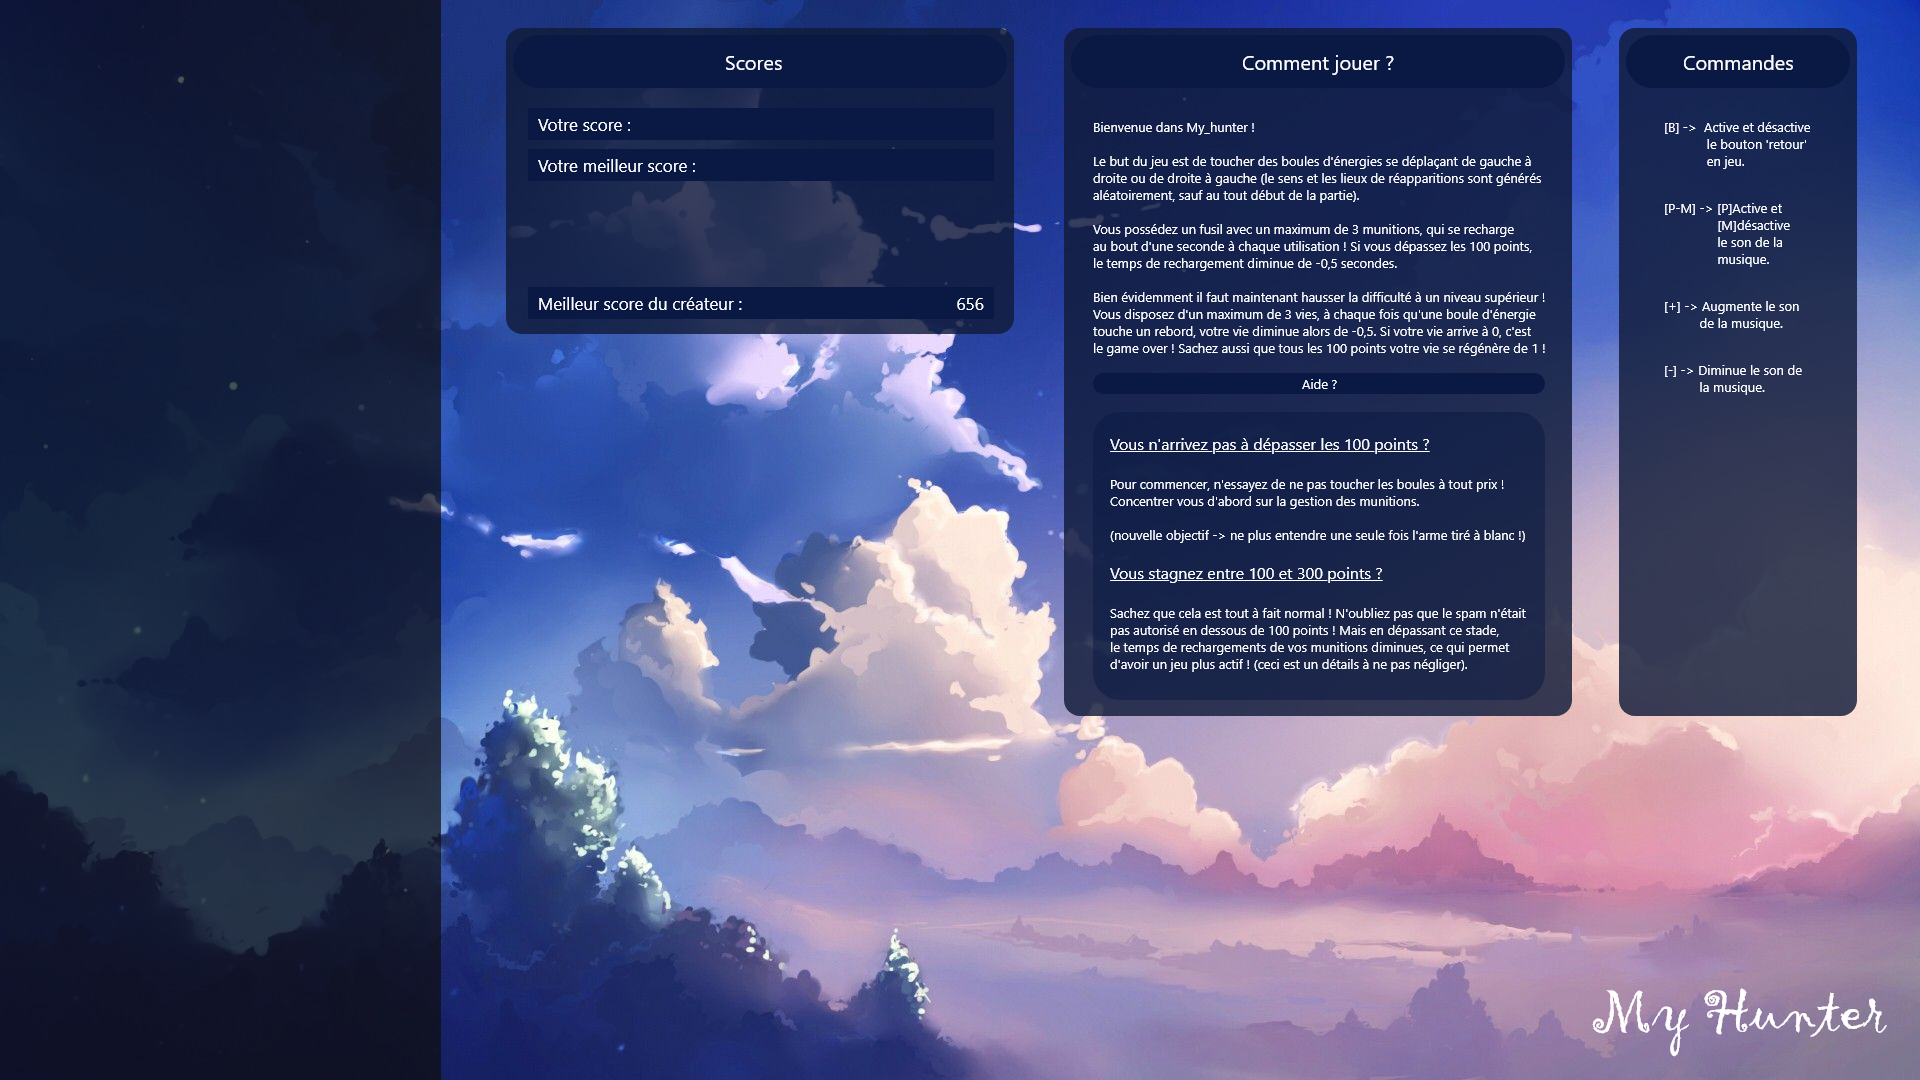 Scores
Votre score :
Votre meilleur score :
Meilleur score du créateur : 656
Comment jouer ?
Bienvenue dans My_hunter !
Le but du jeu est de toucher des boules d'énergies se déplaçant de gauche à
droite ou de droite à gauche (le sens et les lieux de réapparitions sont générés
aléatoirement, sauf au tout début de la partie).
Vous possédez un fusil avec un maximum de 3 munitions, qui se recharge
au bout d'une seconde à chaque utilisation ! Si vous dépassez les 100 points,
le temps de rechargement diminue de -0,5 secondes.
Bien évidemment il faut maintenant hausser la difficulté à un niveau supérieur !
Vous disposez d'un maximum de 3 vies, à chaque fois qu'une boule d'énergie
touche un rebord, votre vie diminue alors de -0,5. Si votre vie arrive à 0, c'est
le game over ! Sachez aussi que tous les 100 points votre vie se régénère de 1 !
Aide ?
Vous n'arrivez pas à dépasser les 100 points ?
Pour commencer, n'essayez de ne pas toucher les boules à tout prix !
Concentrer vous d'abord sur la gestion des munitions.
(nouvelle objectif -> ne plus entendre une seule fois l'arme tiré à blanc !)
Vous stagnez entre 100 et 300 points ?
Sachez que cela est tout à fait normal ! N'oubliez pas que le spam n'était
pas autorisé en dessous de 100 points ! Mais en dépassant ce stade,
le temps de rechargements de vos munitions diminues, ce qui permet
d'avoir un jeu plus actif ! (ceci est un détails à ne pas négliger).
Commandes
[B] -> Active et désactive
le bouton 'retour'
en jeu.
[P-M] -> [P]Active et
[M]désactive
le son de la
musique.
[+] -> Augmente le son
de la musique.
[-] -> Diminue le son de
la musique.
My Hunter